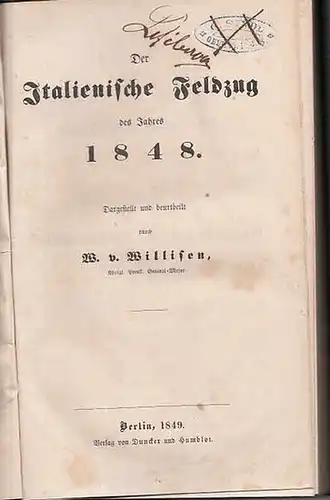 Der
Italienische Feldzug
des Jahres
1848.
Dargestellt und beurtheilt
durch
W. v. Willisen,
Königl. Preuß. General-Major
Berlin, 1849.
Verlag von Duncker und Humblot.